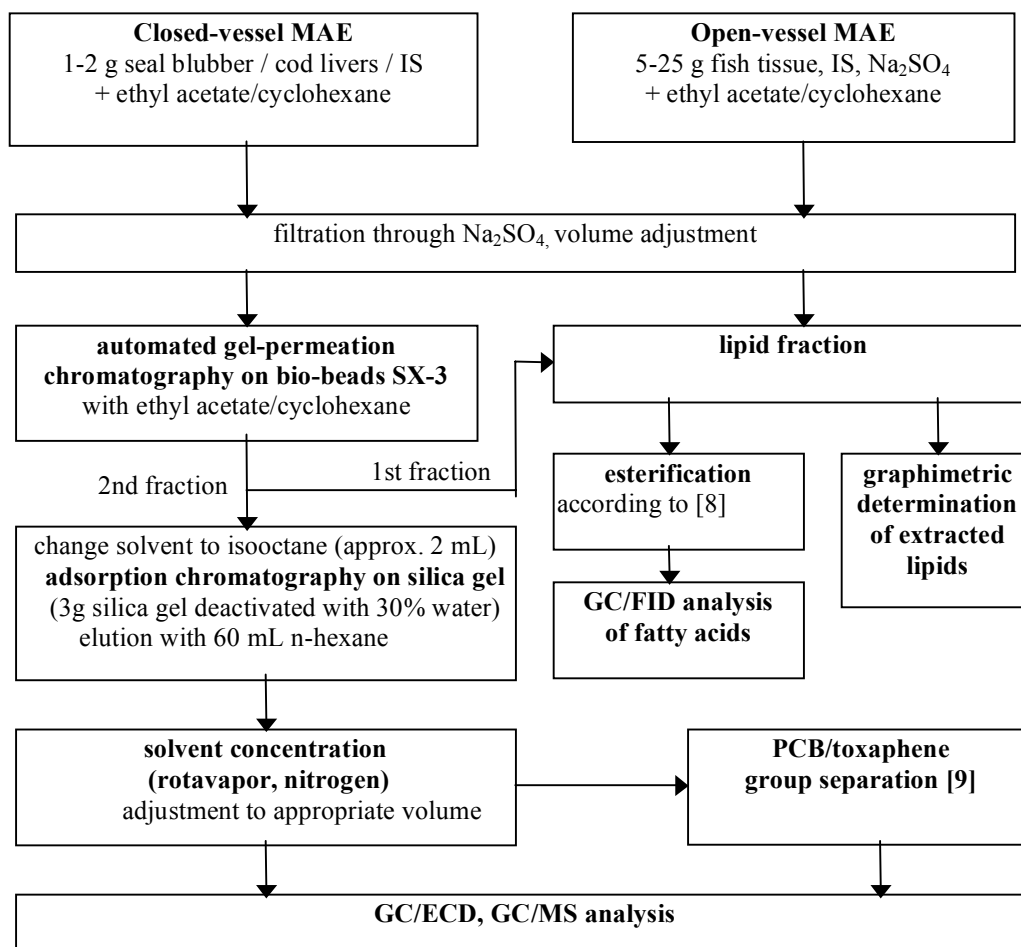 Closed-vessel MAE
1-2 g seal blubber / cod livers / IS
+ ethyl acetate/cyclohexane
Open-vessel MAE
5-25 g fish tissue, IS, Na₂SO₄
+ ethyl acetate/cyclohexane
filtration through Na₂SO₄, volume adjustment
automated gel-permeation
chromatography on bio-beads SX-3
with ethyl acetate/cyclohexane
lipid fraction
1st fraction
2nd fraction
esterification
according to [8]
graphimetric
determination
of extracted
lipids
change solvent to isooctane (approx. 2 mL)
adsorption chromatography on silica gel
(3g silica gel deactivated with 30% water)
elution with 60 mL n-hexane
GC/FID analysis
of fatty acids
solvent concentration
(rotavapor, nitrogen)
adjustment to appropriate volume
PCB/toxaphene
group separation [9]
GC/ECD, GC/MS analysis